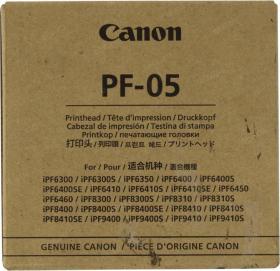 Canon
PF-05
Printhead / Tête d'impression / Druckkopf
Cabezal de impresión / Testina di stampa
Printkop / печатающие головки
打印头 / 列印頭 / 프린트 헤드 / プリントヘッド
For / Pour / 适合机种 / 適合機種
iPF6300 / iPF6300S / iPF6350 / iPF6400 / iPF6400S
iPF6400SE / iPF6410 / iPF6410S / iPF6410SE / iPF6450
iPF6460 / iPF8300 / iPF8300S / iPF8310 / iPF8310S
iPF8400 / iPF8400S / iPF8400SE / iPF8410 / iPF8410S
iPF8410SE / iPF9400 / iPF9400S / iPF9410 / iPF9410S
GENUINE CANON / PIÈCE D'ORIGINE CANON